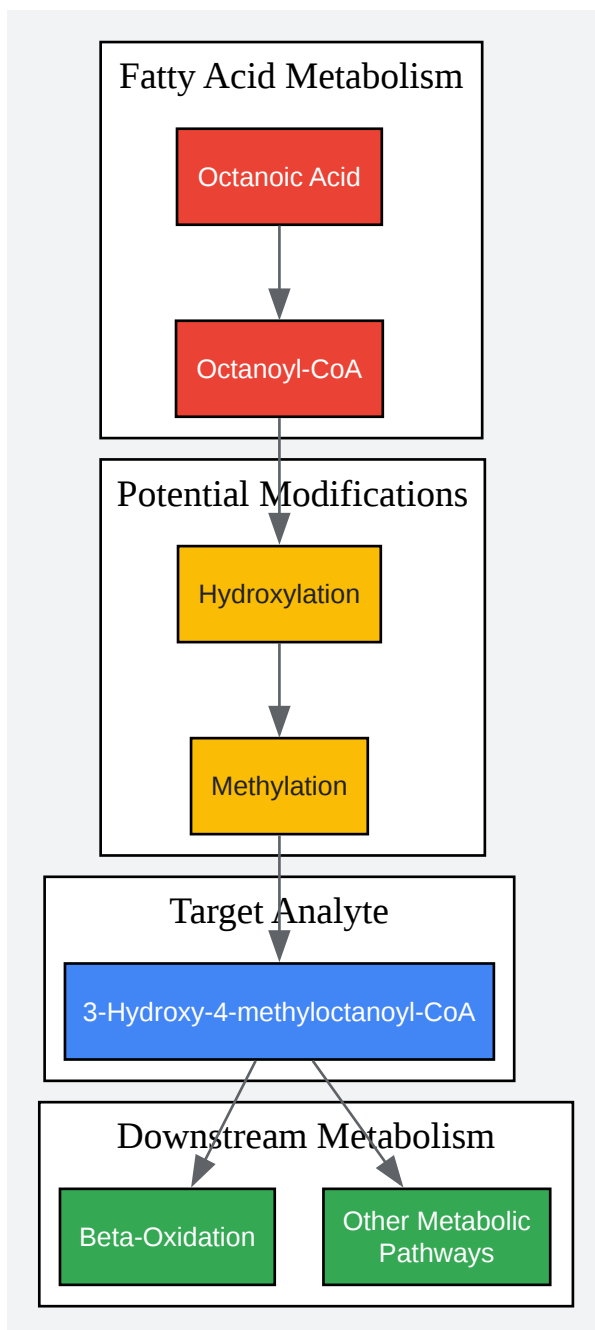 Fatty Acid Metabolism
Octanoic Acid
Octanoyl-CoA
Potential Modifications
Hydroxylation
Methylation
Target Analyte
3-Hydroxy-4-methyloctanoyl-CoA
Downstream Metabolism
Beta-Oxidation
Other Metabolic
Pathways